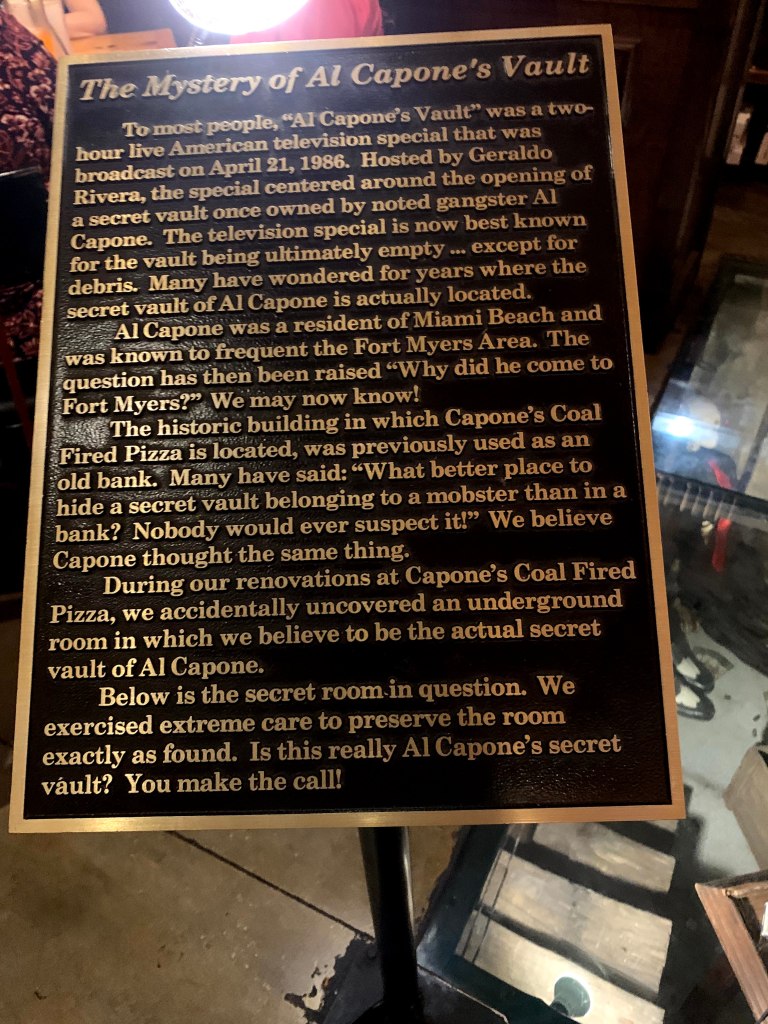 The Mystery of Al Capone's Vault
To most people, “Al Capone's Vault” was a two-
hour live American television special that was
broadcast on April 21, 1986. Hosted by Geraldo
Rivera, the special centered around the opening of
a secret vault once owned by noted gangster Al
Capone. The television special is now best known
for the vault being ultimately empty ... except for
debris. Many have wondered for years where the
secret vault of Al Capone is actually located.
Al Capone was a resident of Miami Beach and
was known to frequent the Fort Myers Area. The
question has then been raised “Why did he come to
Fort Myers?” We may now know!
The historic building in which Capone's Coal
Fired Pizza is located, was previously used as an
old bank. Many have said: “What better place to
hide a secret vault belonging to a mobster than in a
bank? Nobody would ever suspect it!” We believe
Capone thought the same thing.
During our renovations at Capone's Coal Fired
Pizza, we accidentally uncovered an underground
room in which we believe to be the actual secret
vault of Al Capone.
Below is the secret room in question. We
exercised extreme care to preserve the room
exactly as found. Is this really Al Capone's secret
vault? You make the call!